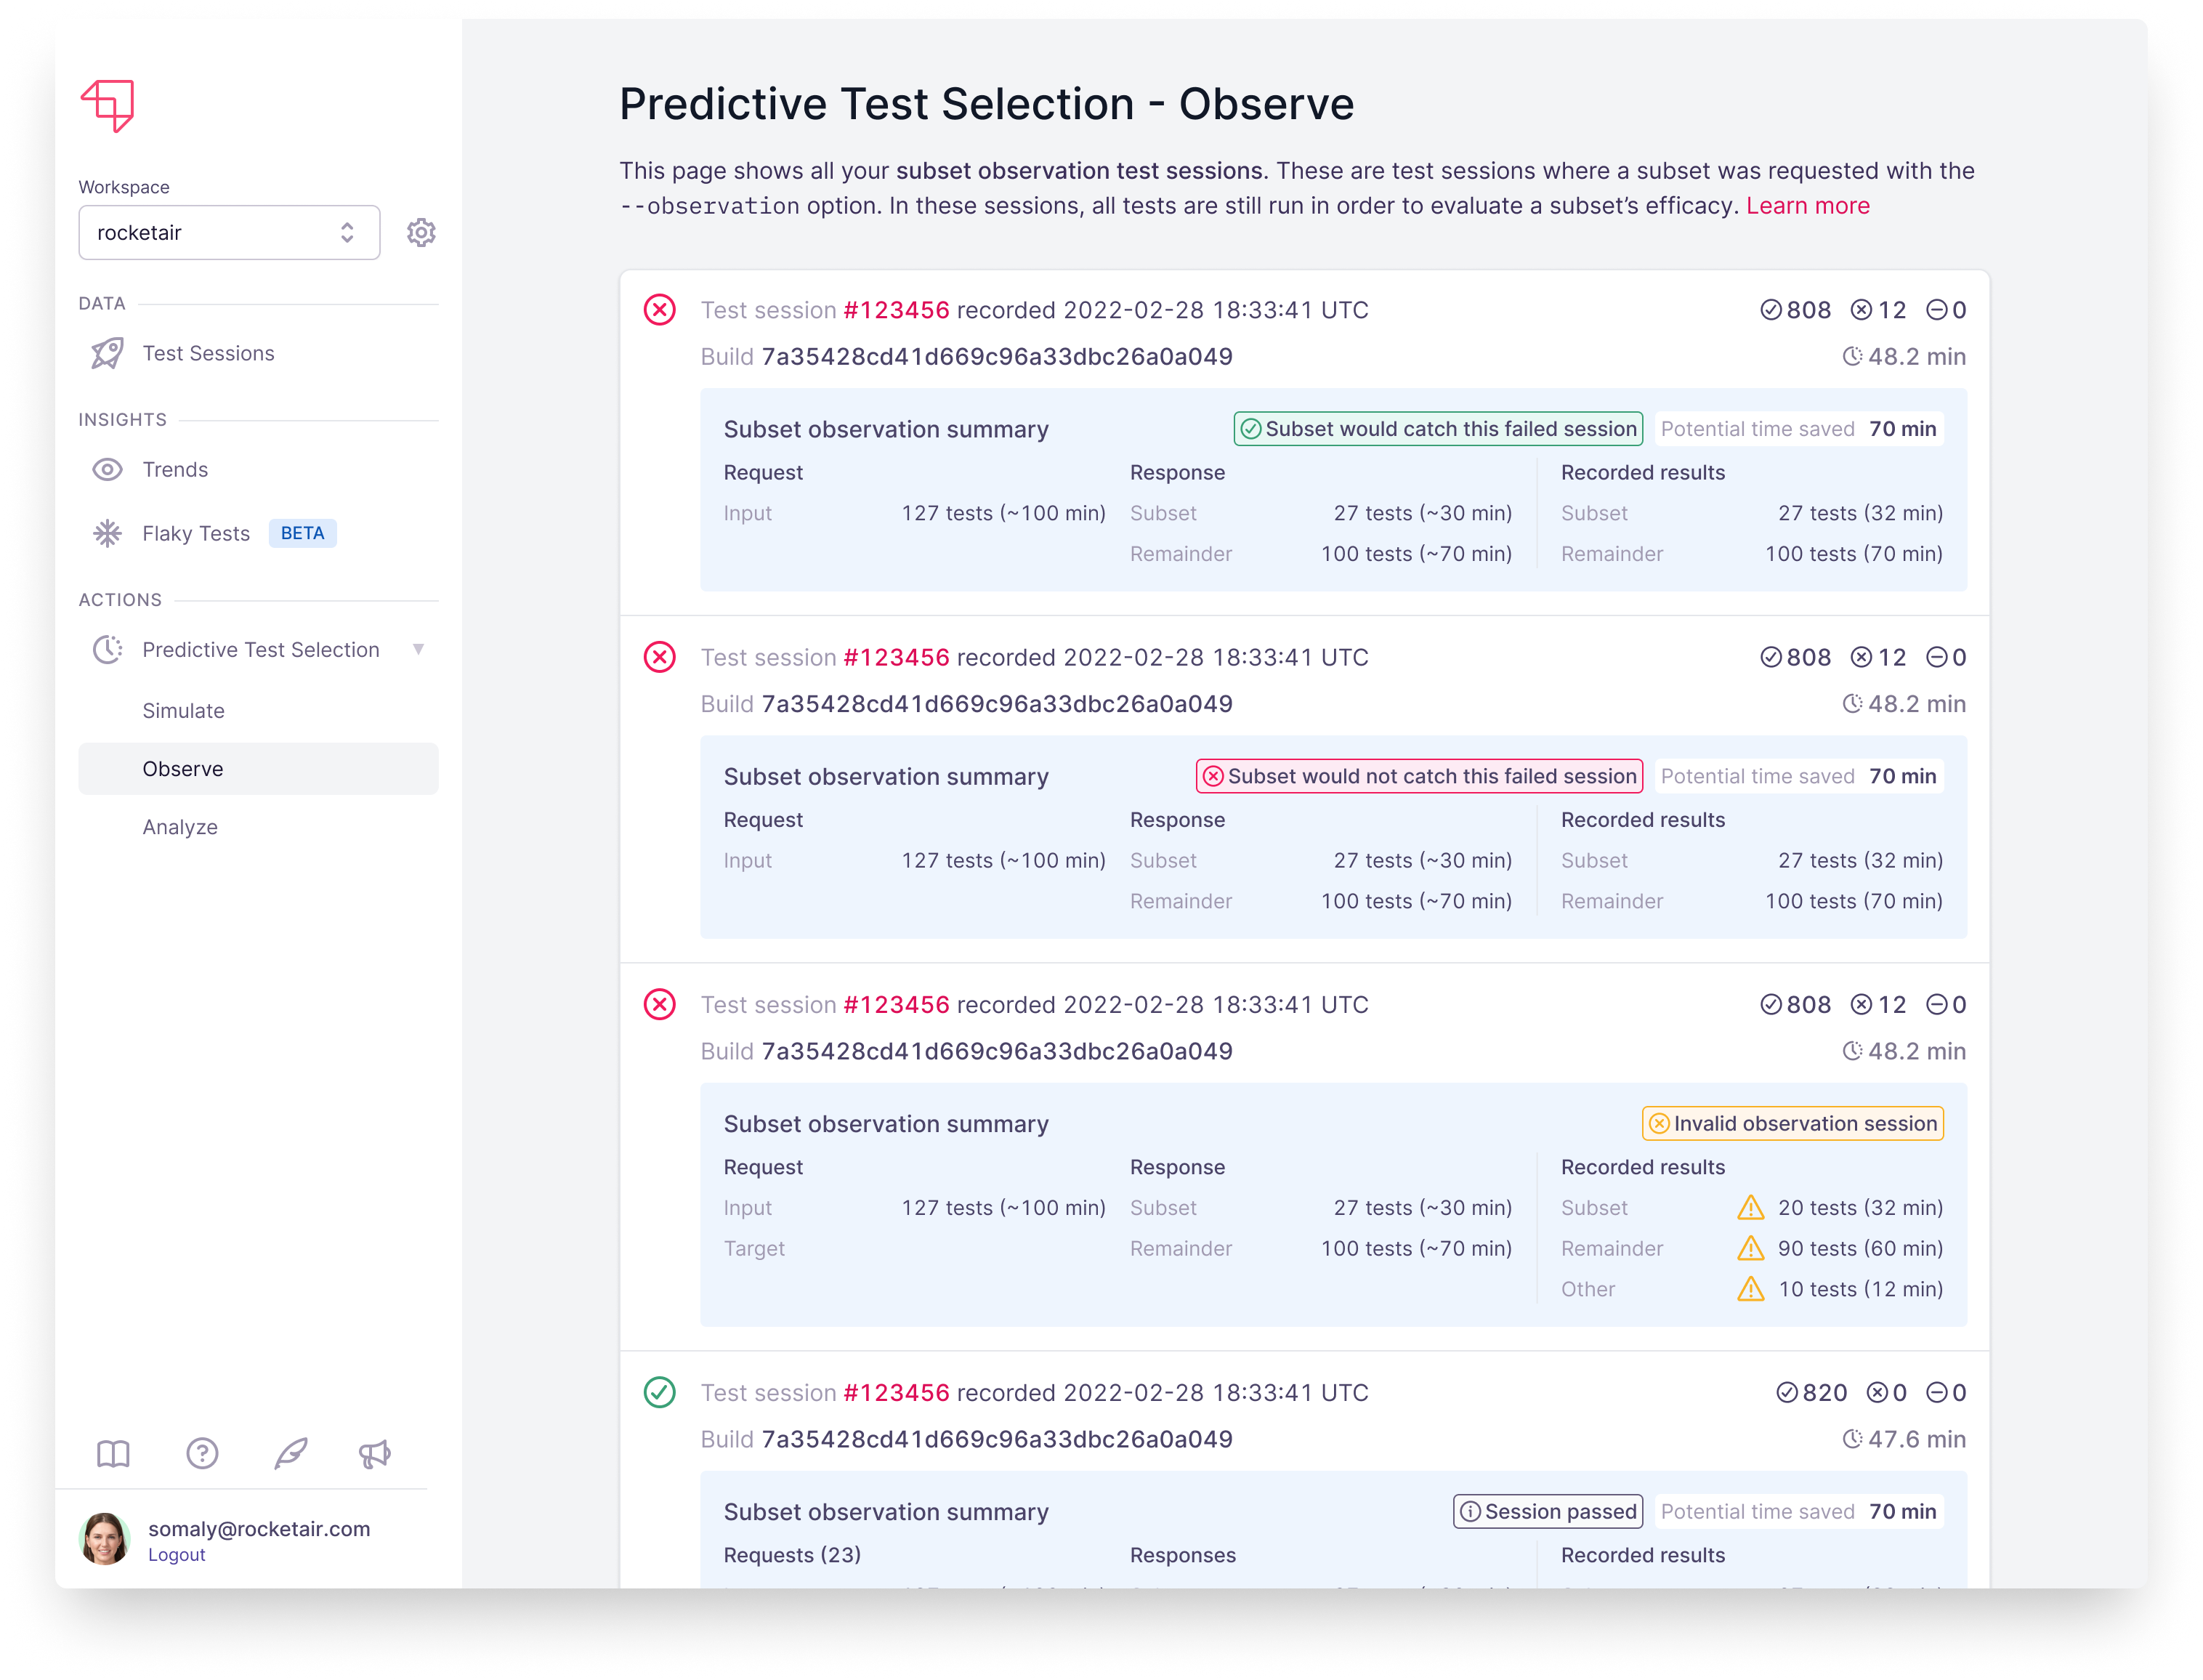 Workspace
rocketair
DATA
Test Sessions
INSIGHTS
Trends
Flaky Tests BETA
ACTIONS
Predictive Test Selection
Simulate
Observe
Analyze
somaly@rocketair.com
Logout
Predictive Test Selection - Observe
This page shows all your subset observation test sessions. These are test sessions where a subset was requested with the
--observation option. In these sessions, all tests are still run in order to evaluate a subset’s efficacy. Learn more
Test session #123456 recorded 2022-02-28 18:33:41 UTC 808 12 0
Build 7a35428cd41d669c96a33dbc26a0a049 48.2 min
Subset observation summary Subset would catch this failed session Potential time saved 70 min
Request Response Recorded results
Input 127 tests (~100 min) Subset 27 tests (~30 min) Subset 27 tests (32 min)
Remainder 100 tests (~70 min) Remainder 100 tests (70 min)
Test session #123456 recorded 2022-02-28 18:33:41 UTC 808 12 0
Build 7a35428cd41d669c96a33dbc26a0a049 48.2 min
Subset observation summary Subset would not catch this failed session Potential time saved 70 min
Request Response Recorded results
Input 127 tests (~100 min) Subset 27 tests (~30 min) Subset 27 tests (32 min)
Remainder 100 tests (~70 min) Remainder 100 tests (70 min)
Test session #123456 recorded 2022-02-28 18:33:41 UTC 808 12 0
Build 7a35428cd41d669c96a33dbc26a0a049 48.2 min
Subset observation summary Invalid observation session
Request Response Recorded results
Input 127 tests (~100 min) Subset 27 tests (~30 min) Subset 20 tests (32 min)
Target Remainder 100 tests (~70 min) Remainder 90 tests (60 min)
Other 10 tests (12 min)
Test session #123456 recorded 2022-02-28 18:33:41 UTC 820 0 0
Build 7a35428cd41d669c96a33dbc26a0a049 47.6 min
Subset observation summary Session passed Potential time saved 70 min
Requests (23) Responses Recorded results